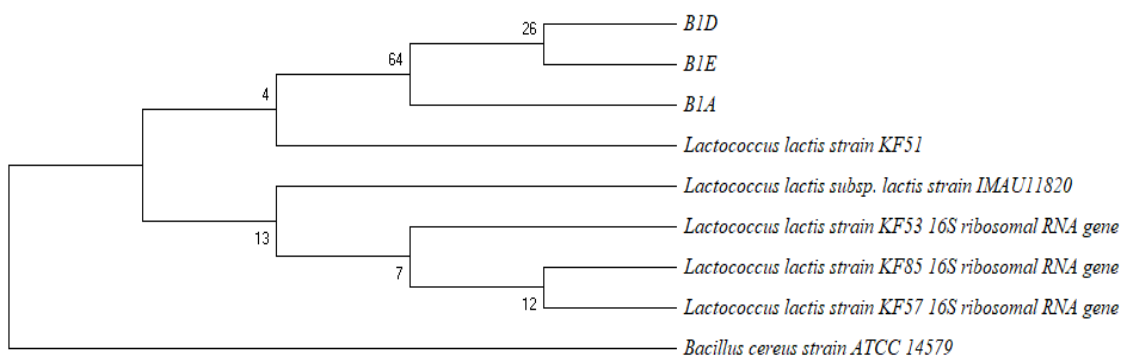 B1D
26
B1E
64
B1A
4
Lactococcus lactis strain KF51
Lactococcus lactis subsp. lactis strain IMAU11820
13
Lactococcus lactis strain KF53 16S ribosomal RNA gene
7
Lactococcus lactis strain KF85 16S ribosomal RNA gene
12
Lactococcus lactis strain KF57 16S ribosomal RNA gene
Bacillus cereus strain ATCC 14579